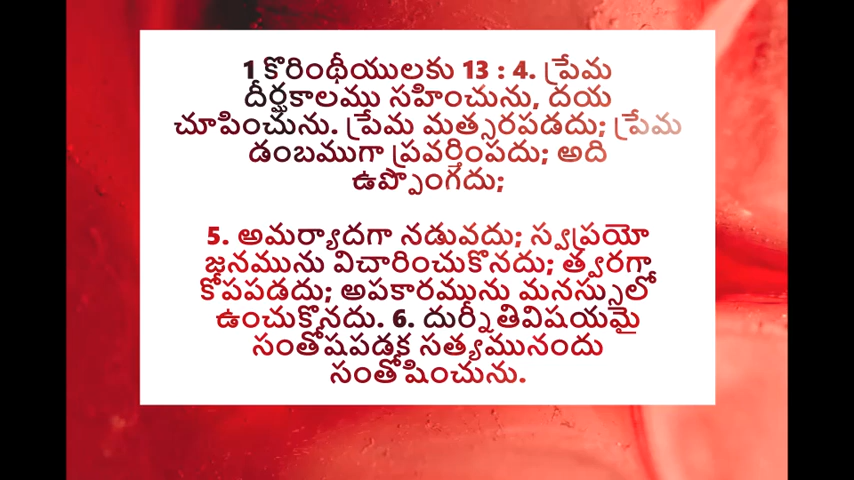 1 కొరింథీయులకు 13 : 4. ప్రేమ
దీర్ఘకాలము సహించును, దయ
చూపించును. ప్రేమ మత్సరపడదు; ప్రేమ
డంబముగా ప్రవర్తింపదు; అది
ఉప్పొంగదు;
5. అమర్యాదగా నడువదు; స్వప్రయో
జనమును విచారించుకొనదు; త్వరగా
కోపపడదు; అపకారమును మనస్సులో
ఉంచుకొనదు. 6. దుర్నీతివిషయమై
సంతోషపడక సత్యమునందు
సంతోషించును.